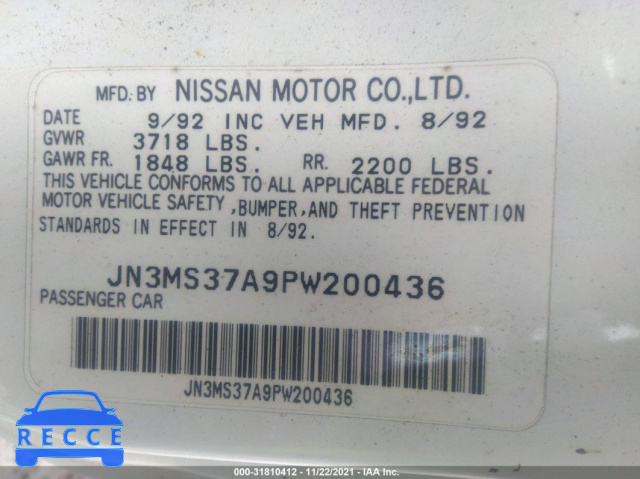 MFD. BY NISSAN MOTOR CO.,LTD.
DATE 9/92 INC VEH MFD. 8/92
GVWR 3718 LBS.
GAWR FR. 1848 LBS. RR. 2200 LBS.
THIS VEHICLE CONFORMS TO ALL APPLICABLE FEDERAL
MOTOR VEHICLE SAFETY ,BUMPER,AND THEFT PREVENTION
STANDARDS IN EFFECT IN 8/92.
JN3MS37A9PW200436
PASSENGER CAR
JN3MS37A9PW200436
RECCE
000-31810412 - 11/22/2021 - IAA Inc.